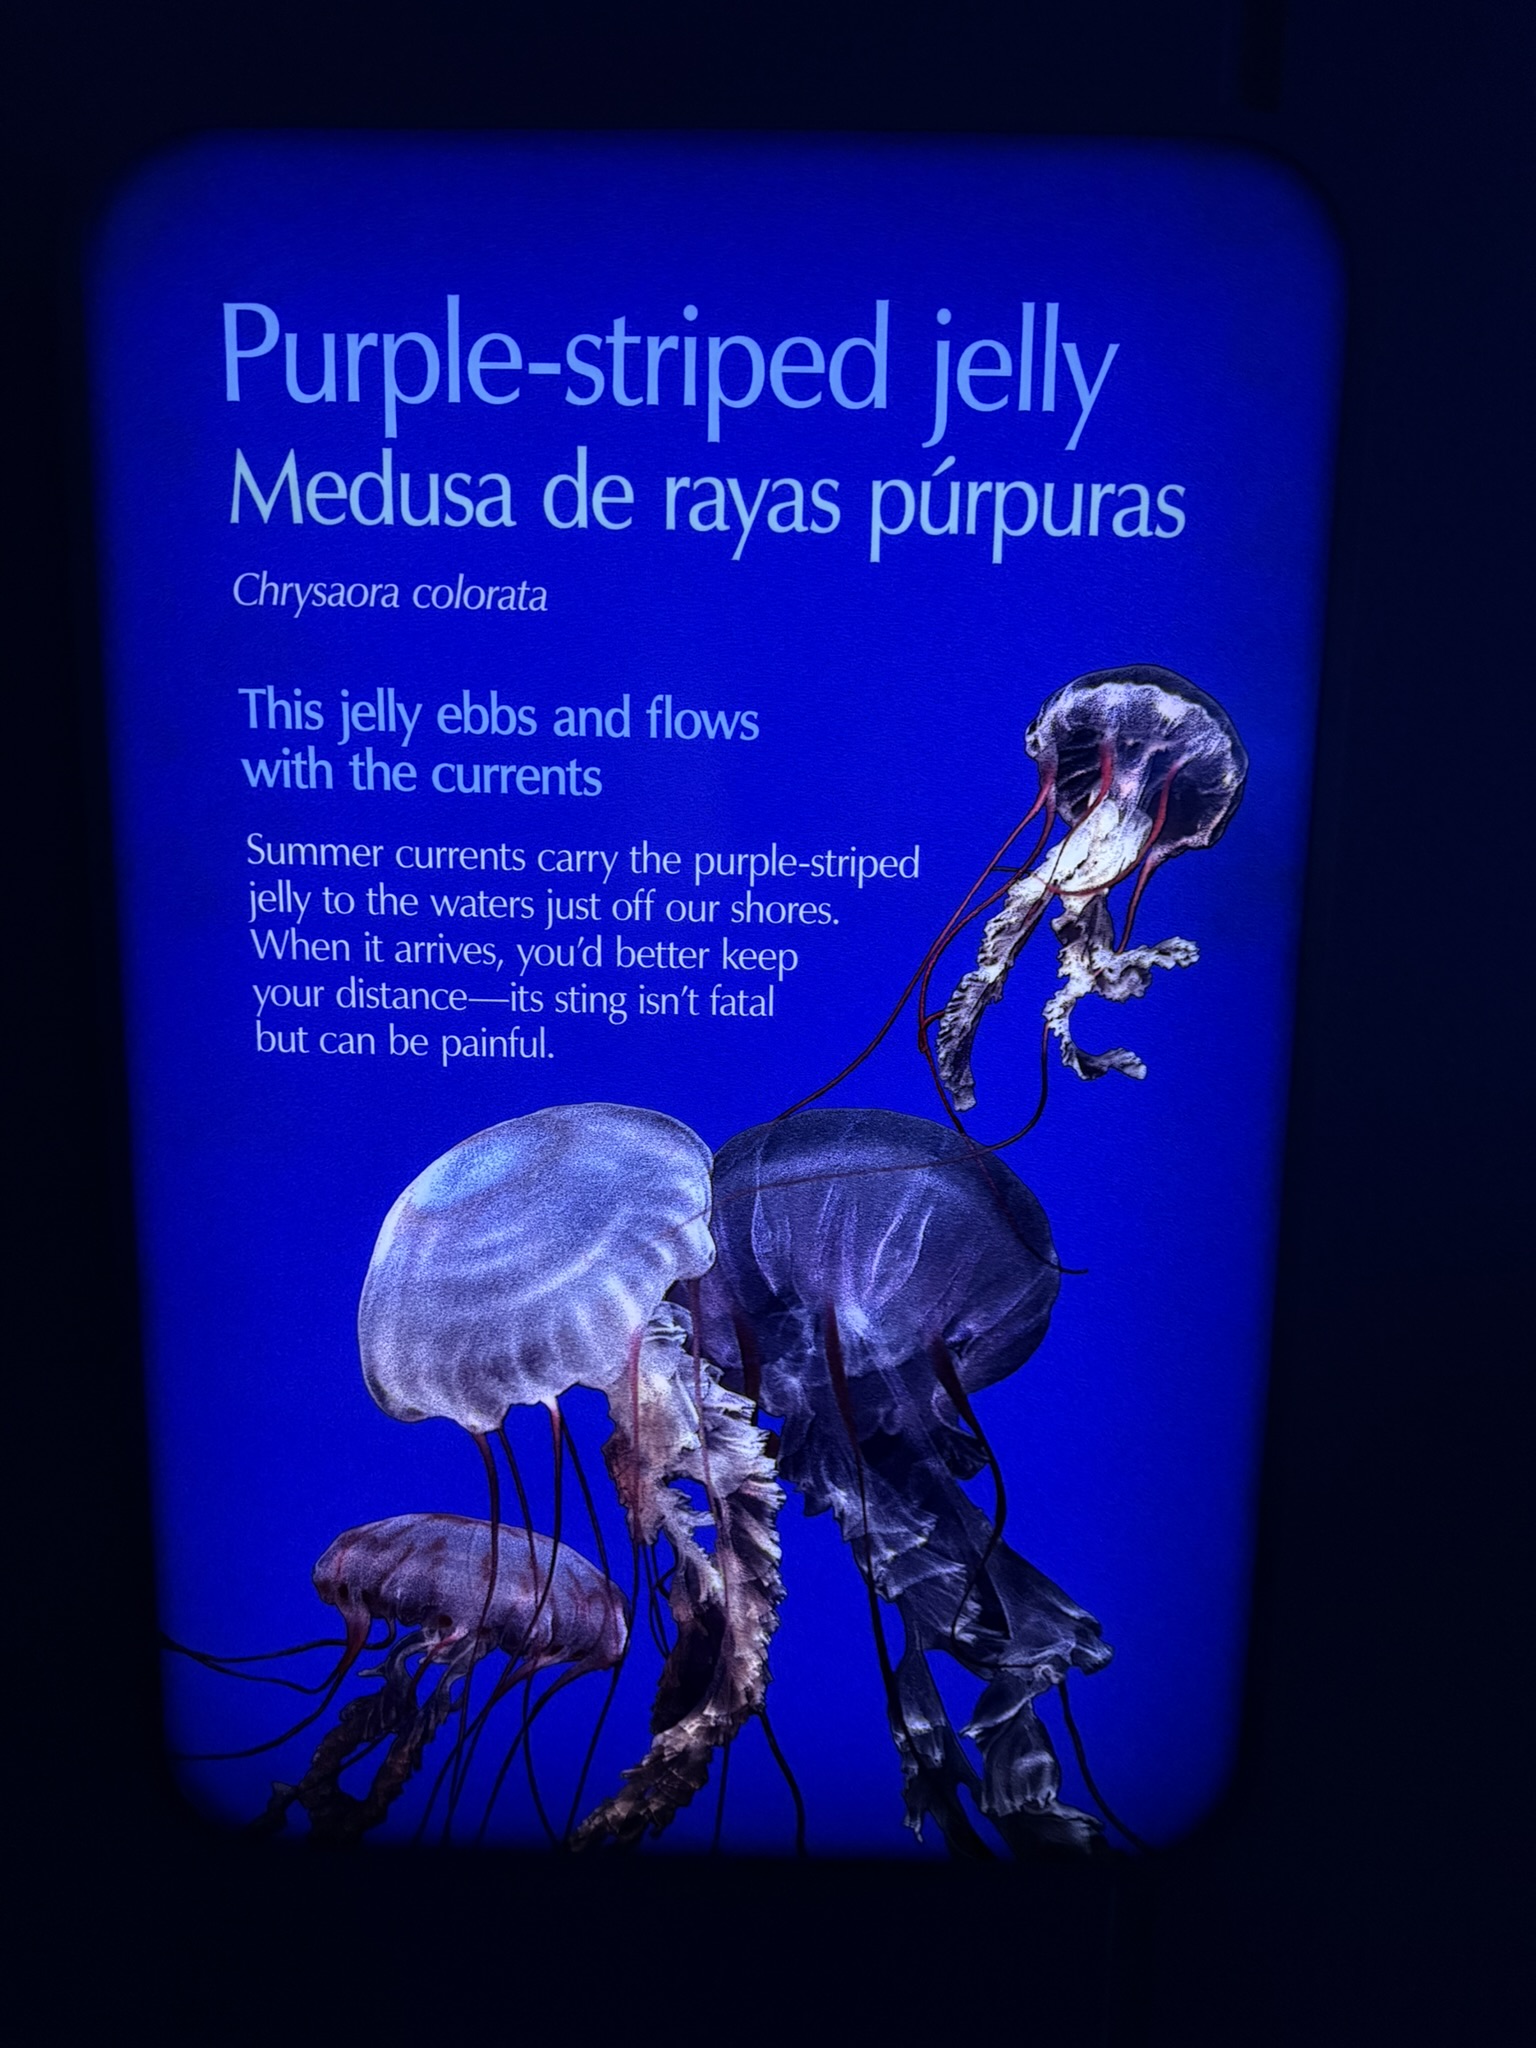 Purple-striped jelly
Medusa de rayas púrpuras
Chrysaora colorata
This jelly ebbs and flows
with the currents
Summer currents carry the purple-striped
jelly to the waters just off our shores.
When it arrives, you’d better keep
your distance—its sting isn’t fatal
but can be painful.